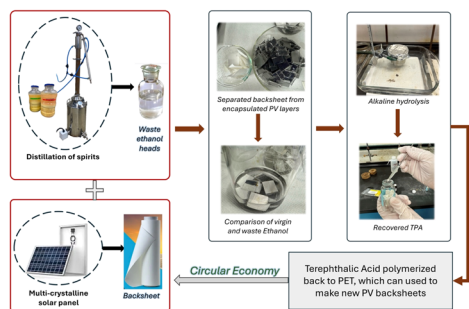 Distillation of spirits
Waste
ethanol
heads
Separated backsheet from
encapsulated PV layers
Comparison of virgin
and waste Ethanol
Alkaline hydrolysis
Recovered TPA
Multi-crystalline
solar panel
Backsheet
Circular Economy
Terephthalic Acid polymerized
back to PET, which can used to
make new PV backsheets